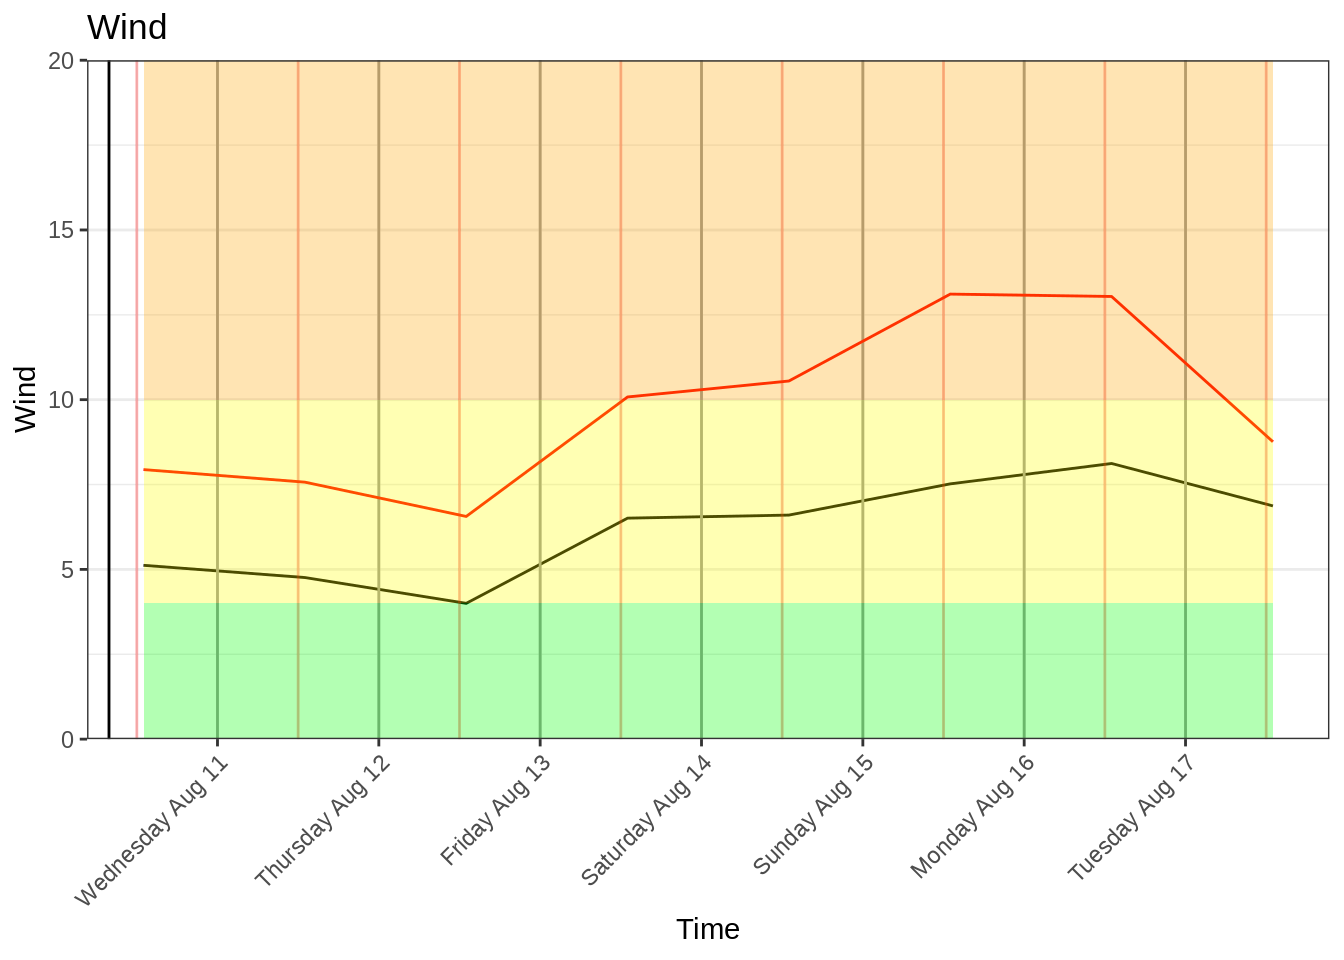 Wind
20
15
10
5
0
Wind
Wednesday Aug 11
Thursday Aug 12
Friday Aug 13
Saturday Aug 14
Sunday Aug 15
Monday Aug 16
Tuesday Aug 17
Time